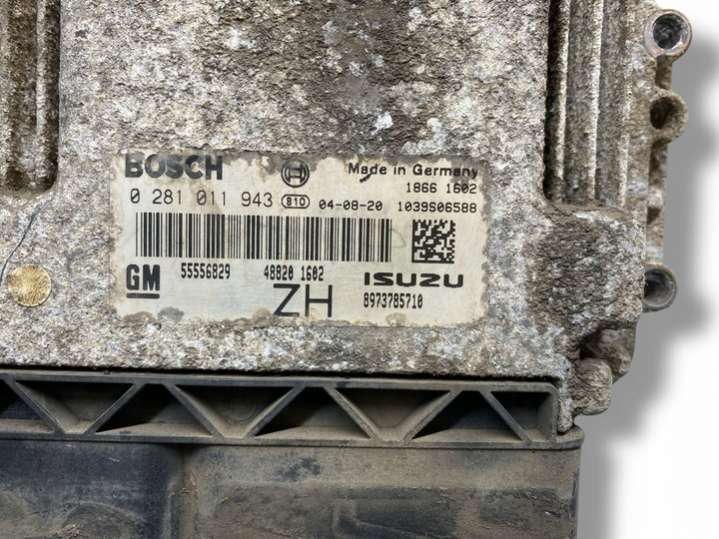 BOSCH Made in Germany
1866 1602
0 281 011 943 810 04-08-20 1039S06588
GM 55556829 48820 1602 ISUZU
ZH 8973785710